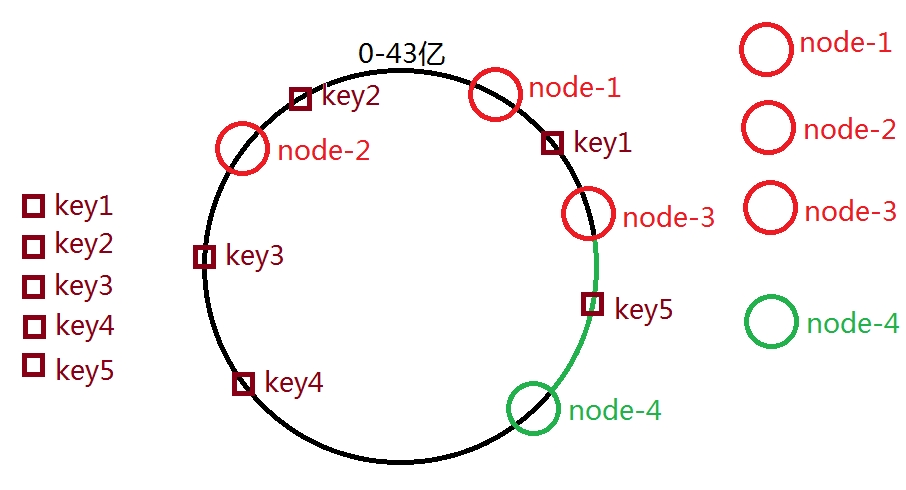 0-43亿
key2
node-1
node-2
key1
node-3
key3
key5
key4
node-4
key1
key2
key3
key4
key5
node-1
node-2
node-3
node-4